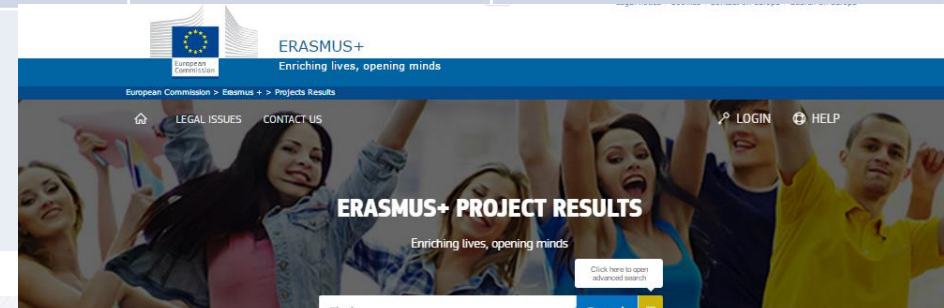 ERASMUS+
European
Commission
Enriching lives, opening minds
European Commission > Erasmus + > Projects Results
LEGAL ISSUES CONTACT US LOGIN HELP
ERASMUS+ PROJECT RESULTS
Enriching lives, opening minds
Click here to open
advanced search